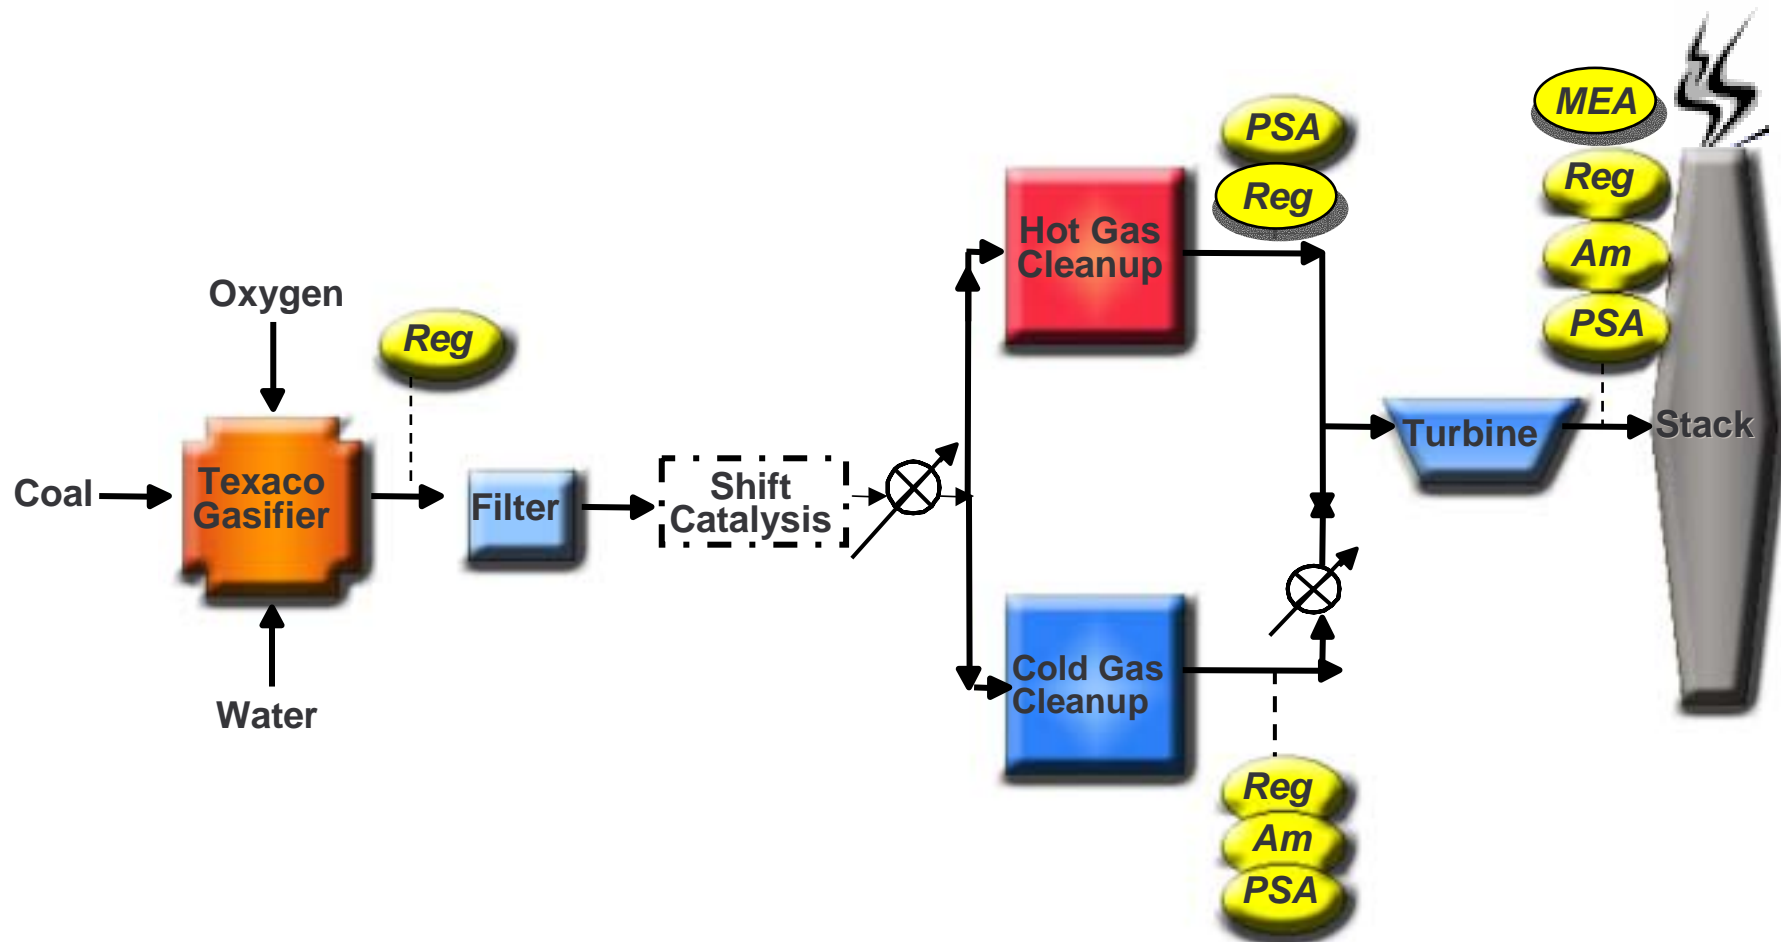 MEA
PSA
Reg
Reg
Hot Gas
Cleanup
Am
Oxygen
PSA
Reg
Turbine
Stack
Texaco
Gasifier
Coal
Filter
Shift
Catalysis
Water
Cold Gas
Cleanup
Reg
Am
PSA